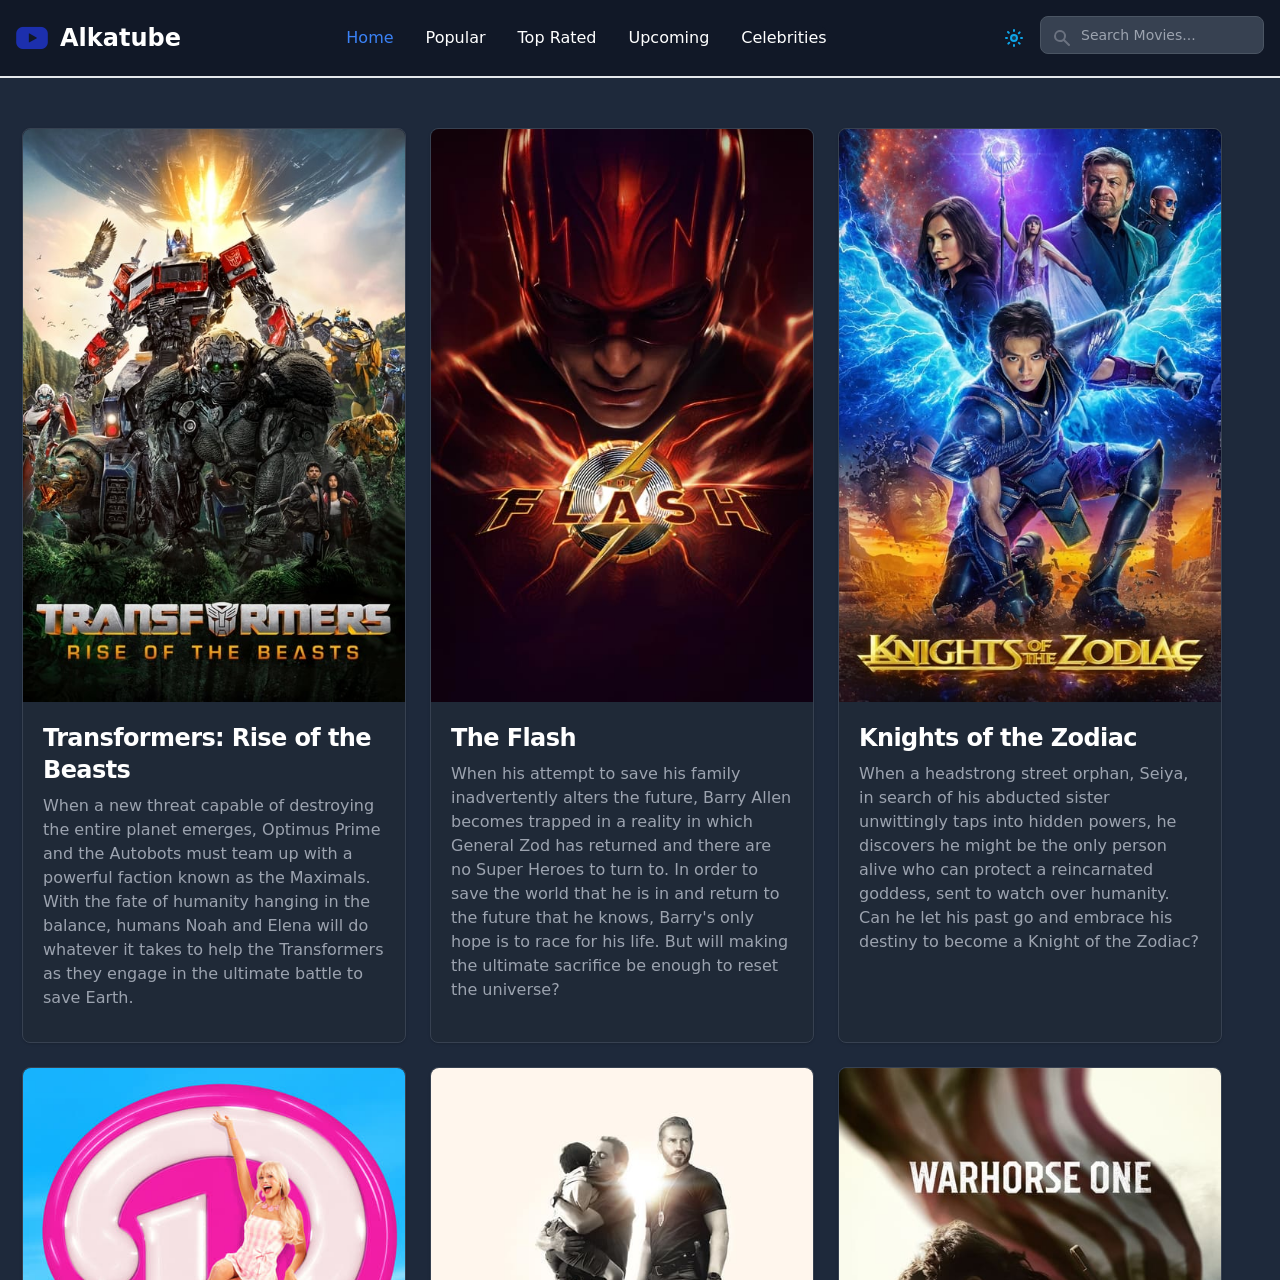 Alkatube
Home
Popular
Top Rated
Upcoming
Celebrities
Search Movies...
TRANSFORMERS
RISE OF THE BEASTS
THE
FLASH
KNIGHTS OF THE ZODIAC
Transformers: Rise of the
Beasts
When a new threat capable of destroying
the entire planet emerges, Optimus Prime
and the Autobots must team up with a
powerful faction known as the Maximals.
With the fate of humanity hanging in the
balance, humans Noah and Elena will do
whatever it takes to help the Transformers
as they engage in the ultimate battle to
save Earth.
The Flash
When his attempt to save his family
inadvertently alters the future, Barry Allen
becomes trapped in a reality in which
General Zod has returned and there are
no Super Heroes to turn to. In order to
save the world that he is in and return to
the future that he knows, Barry's only
hope is to race for his life. But will making
the ultimate sacrifice be enough to reset
the universe?
Knights of the Zodiac
When a headstrong street orphan, Seiya,
in search of his abducted sister
unwittingly taps into hidden powers, he
discovers he might be the only person
alive who can protect a reincarnated
goddess, sent to watch over humanity.
Can he let his past go and embrace his
destiny to become a Knight of the Zodiac?
WARHORSE ONE